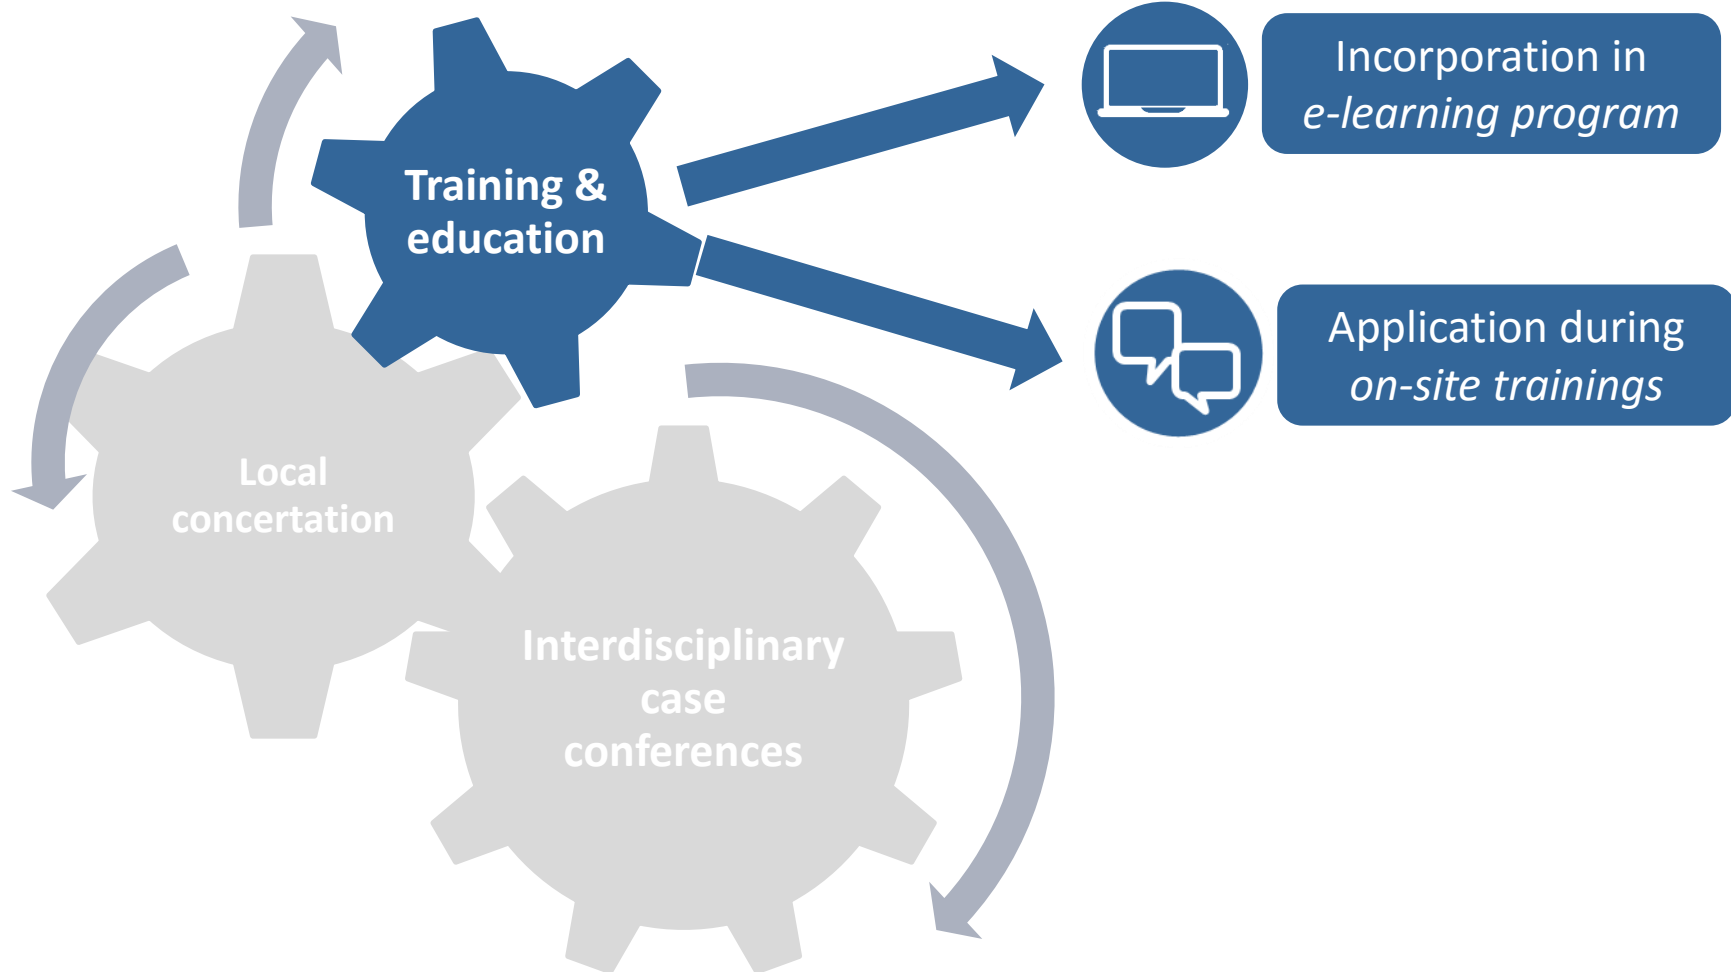 Training &
education
Incorporation in
e-learning program
Application during
on-site trainings
Local
concertation
Interdisciplinary
case
conferences